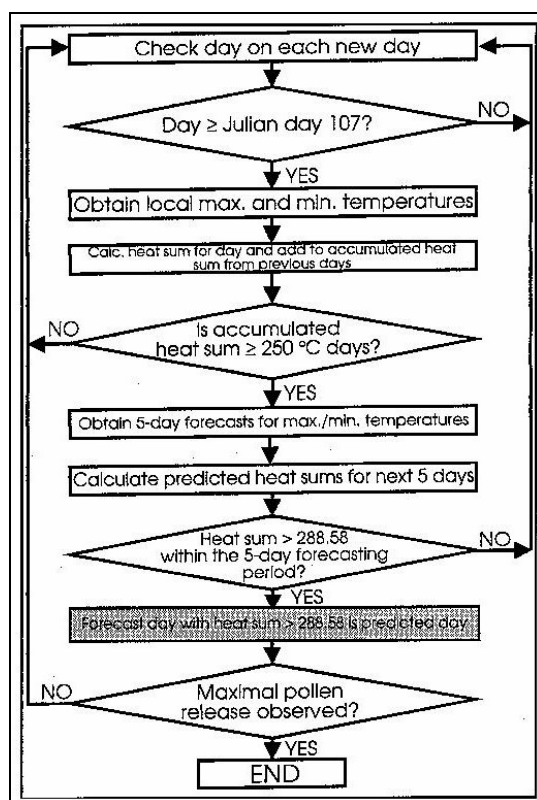 Check day on each new day
Day ≥ Julian day 107?
NO
YES
Obtain local max. and min. temperatures
Calc. heat sum for day and add to accumulated heat
sum from previous days
NO
Is accumulated
heat sum ≥ 250 °C days?
YES
Obtain 5-day forecasts for max./min. temperatures
Calculate predicted heat sums for next 5 days
Heat sum > 288.58
within the 5-day forecasting
period?
NO
YES
Forecast day with heat sum > 288.58 is predicted day
NO
Maximal pollen
release observed?
YES
END